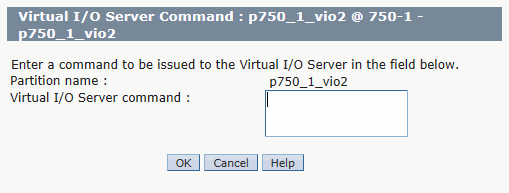 Virtual I/O Server Command : p750_1_vio2 @ 750-1 -
p750_1_vio2
Enter a command to be issued to the Virtual I/O Server in the field below.
Partition name : p750_1_vio2
Virtual I/O Server command :
OK Cancel Help